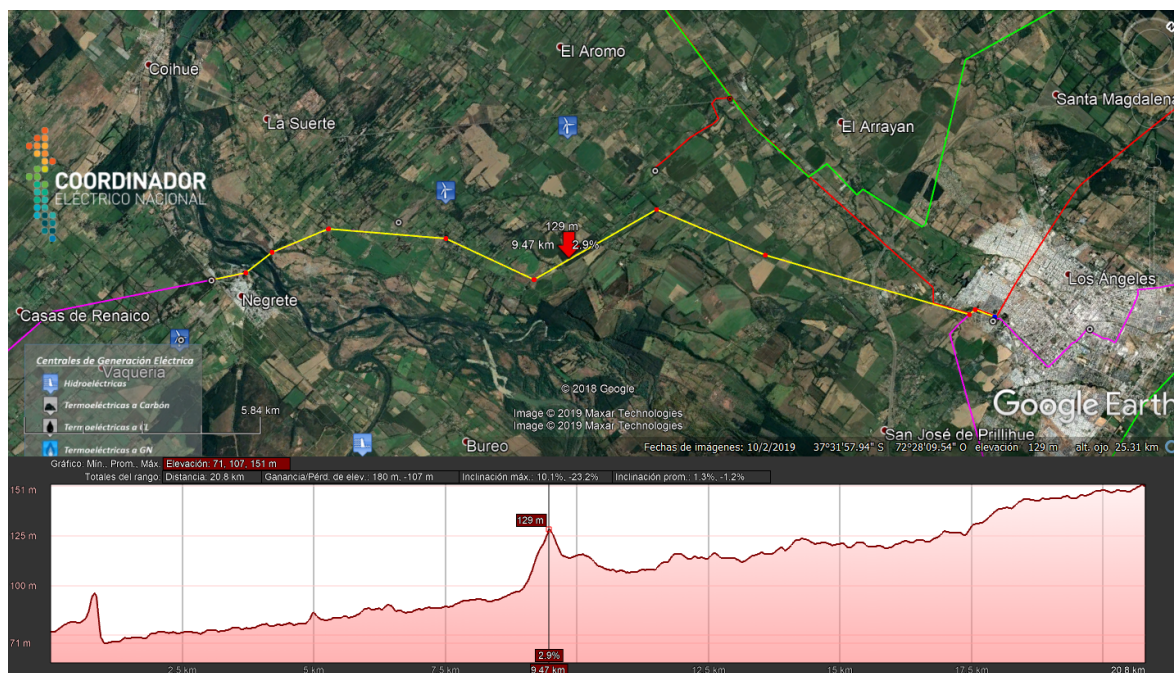 Coihue
El Aromo
Santa Magdalena
La Suerte
El Arrayan
COORDINADOR
ELÉCTRICO NACIONAL
129 m
9.47 km
2.9%
Los Ángeles
Negrete
Casas de Renaico
Centrales de Generación Eléctrica
Vaquería
Hidroeléctricas
© 2018 Google
Termoeléctricas a Carbón
5.84 km
Image © 2019 Maxar Technologies
Image © 2019 Maxar Technologies
Google Earth
Termoeléctricas a
Termoeléctricas a GN
Bureo
San José de Prillihue
Fechas de imágenes: 10/2/2019 37°31'57.94" S 72°28'09.54" O elevación 129 m alt. ojo 25.31 km
Gráfico: Mín., Prom., Máx. Elevación: 71, 107, 151 m
Totales del rango: Distancia: 20.8 km Ganancia/Pérd. de elev.: 180 m, -107 m Inclinación máx.: 10.1%, -23.2% Inclinación prom.: 1.3%, -1.2%
151 m
129 m
125 m
100 m
71 m
2.9%
2.5 km 5 km 7.5 km 9.47 km 12.5 km 15 km 17.5 km 20.8 km